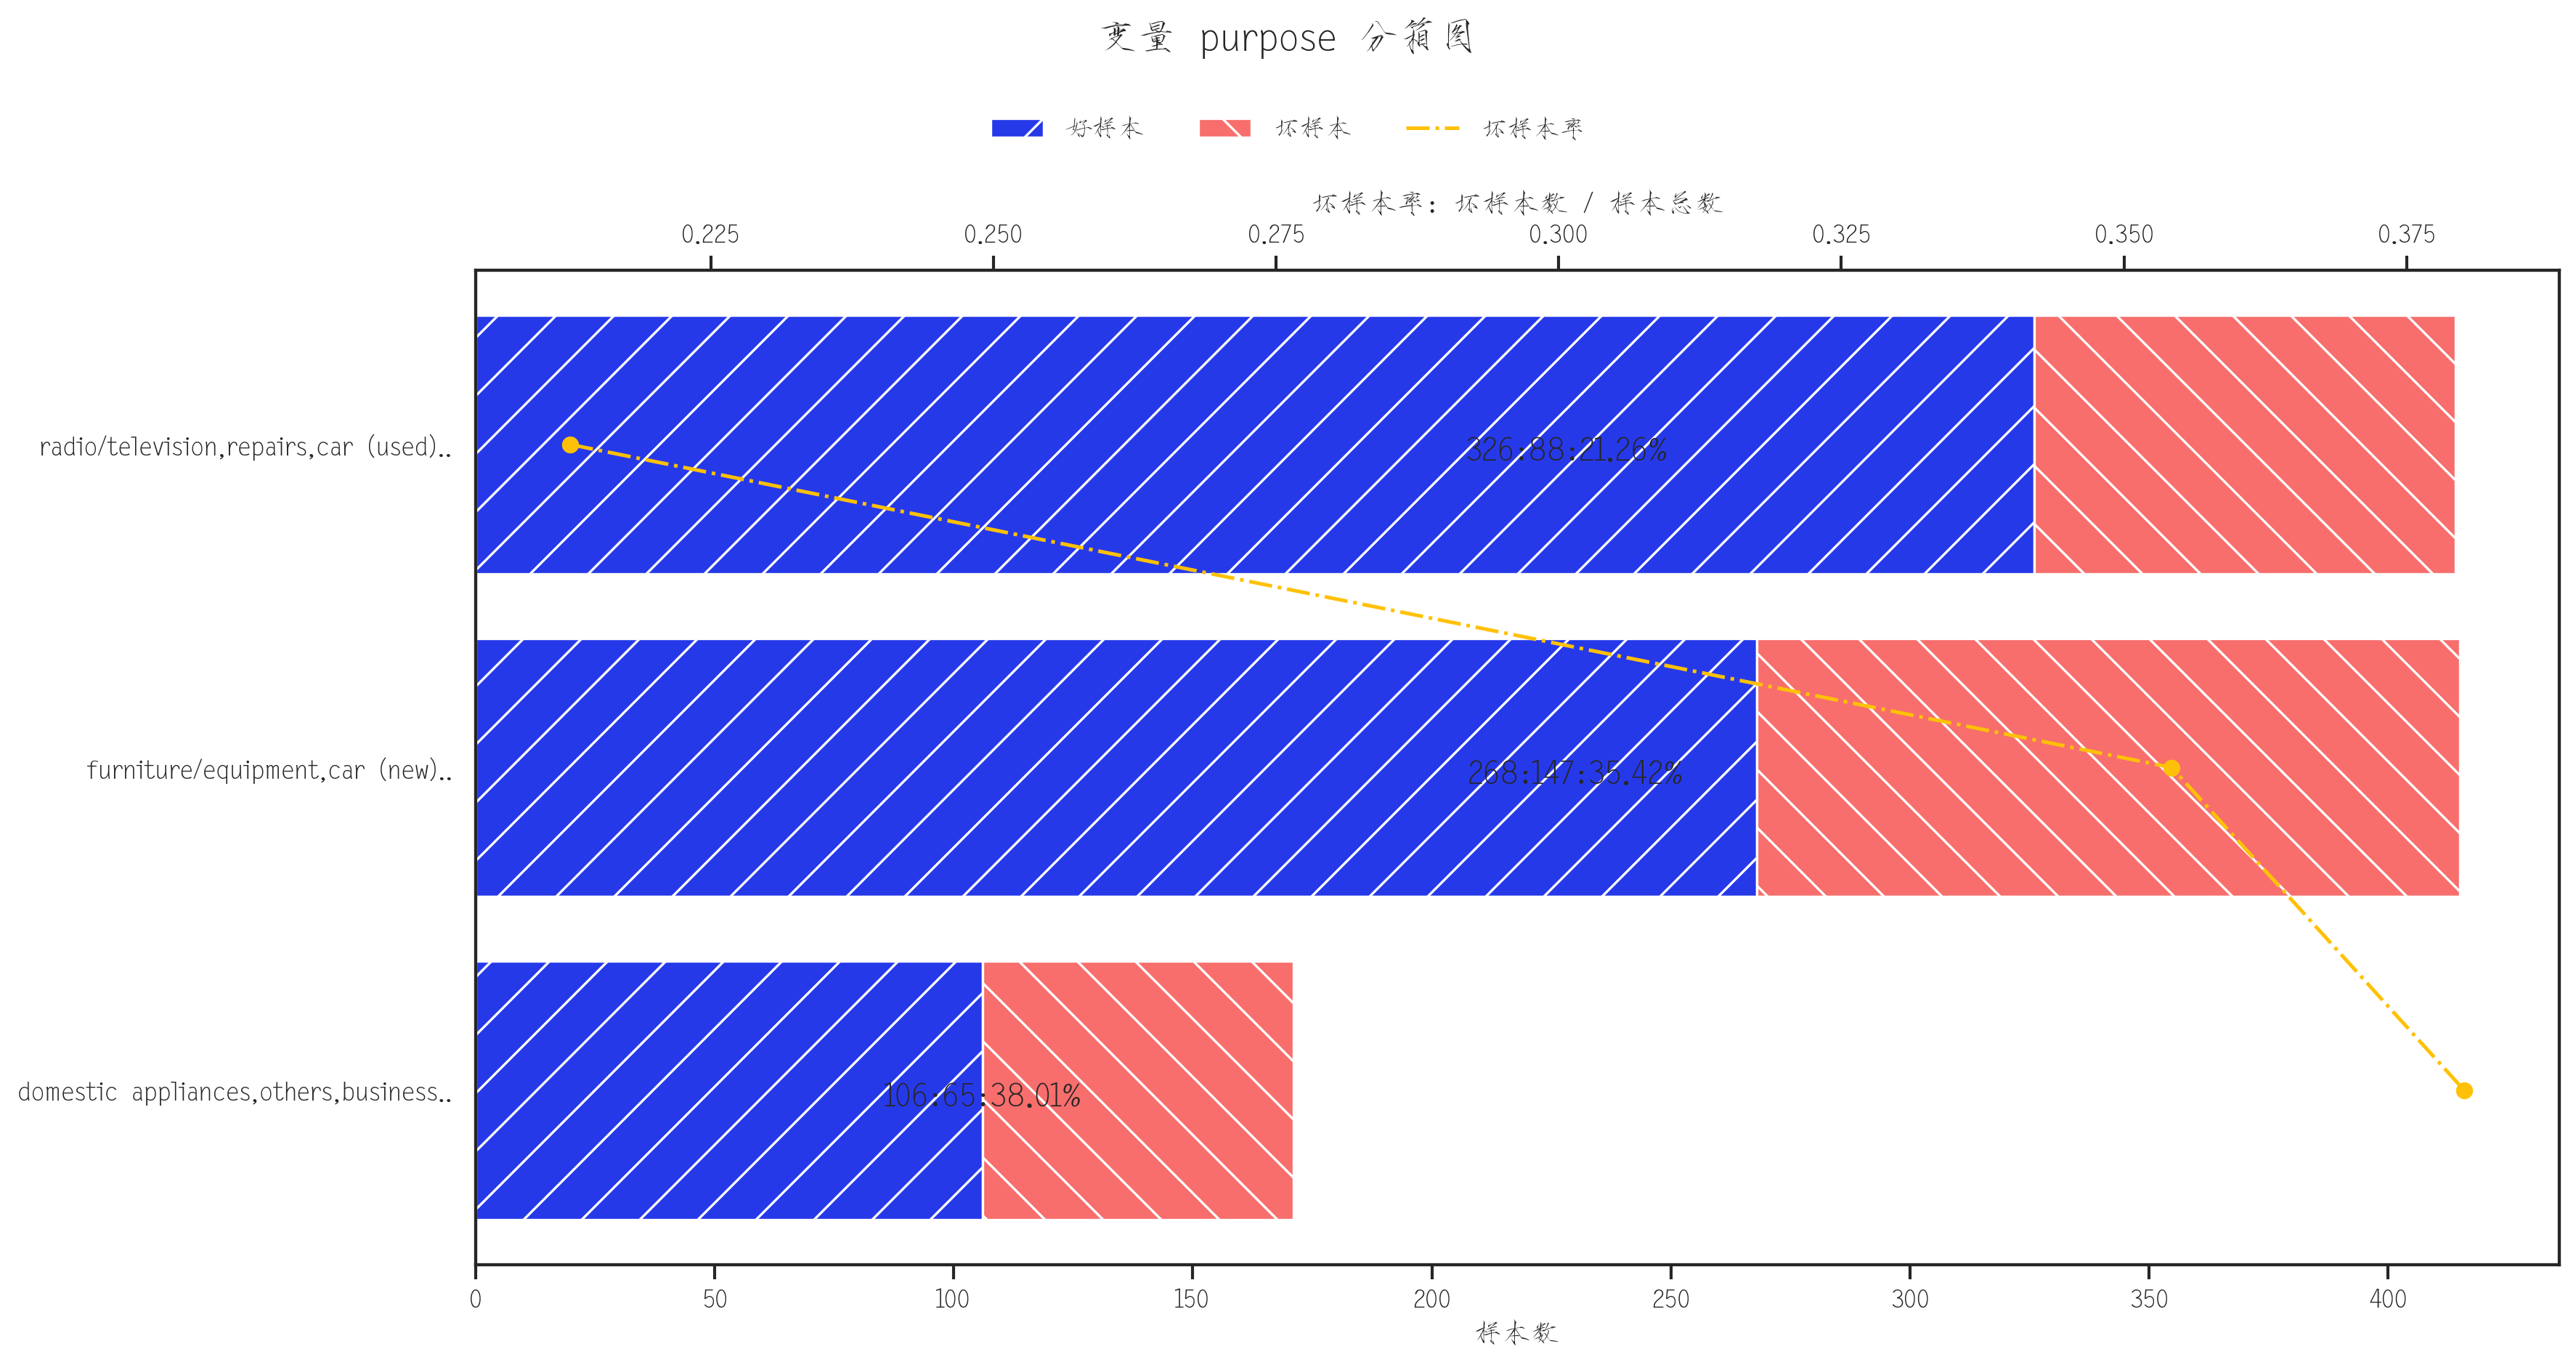 变量 purpose 分箱图
好样本 坏样本 坏样本率
坏样本率: 坏样本数 / 样本总数
0.225 0.250 0.275 0.300 0.325 0.350 0.375
radio/television,repairs,car (used)..
326:88:21.26%
furniture/equipment,car (new)..
268:147:35.42%
domestic appliances,others,business..
106:65:38.01%
0 50 100 150 200 250 300 350 400
样本数